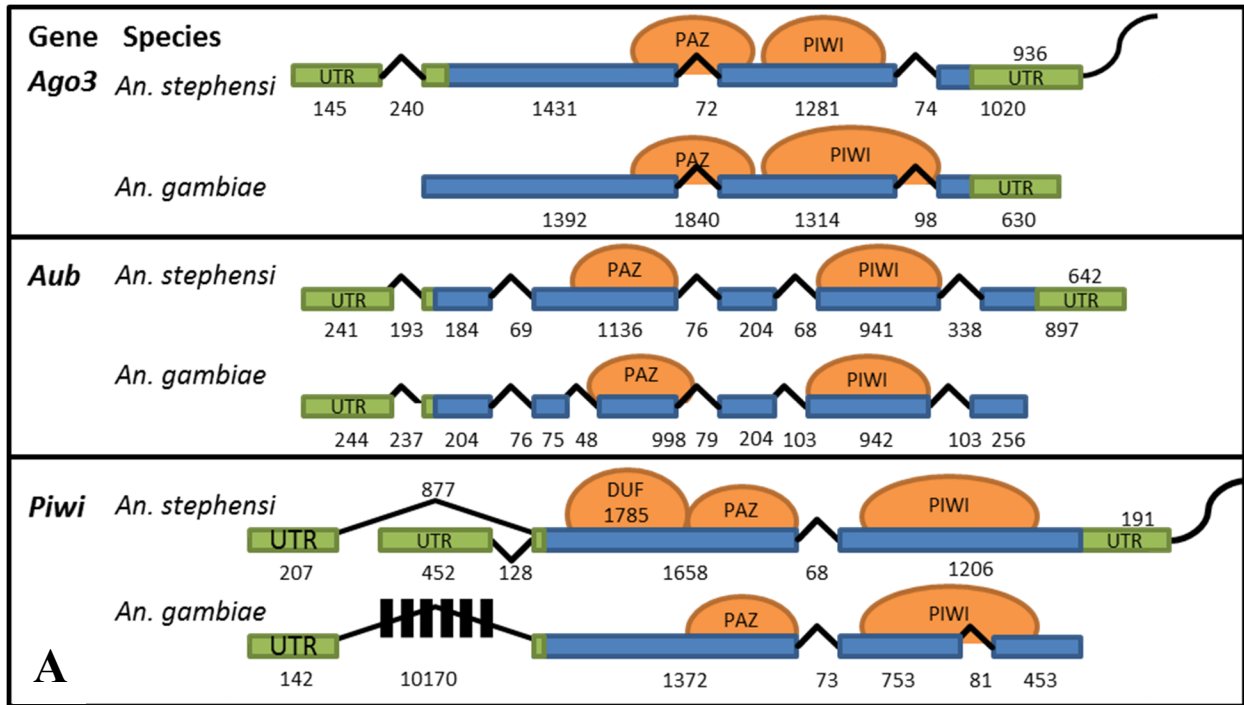 Gene Species
Ago3 An. stephensi
PAZ PIWI
UTR 936 UTR
145 240 1431 72 1281 74 1020
An. gambiae
PAZ PIWI
UTR
1392 1840 1314 98 630
Aub An. stephensi
PAZ PIWI
UTR 642 UTR
241 193 184 69 1136 76 204 68 941 338 897
An. gambiae
PAZ PIWI
UTR
244 237 204 76 75 48 998 79 204 103 942 103 256
Piwi An. stephensi
877 DUF 1785 PAZ PIWI
UTR UTR 191 UTR
207 452 128 1658 68 1206
An. gambiae
PAZ PIWI
UTR
142 10170 1372 73 753 81 453
A